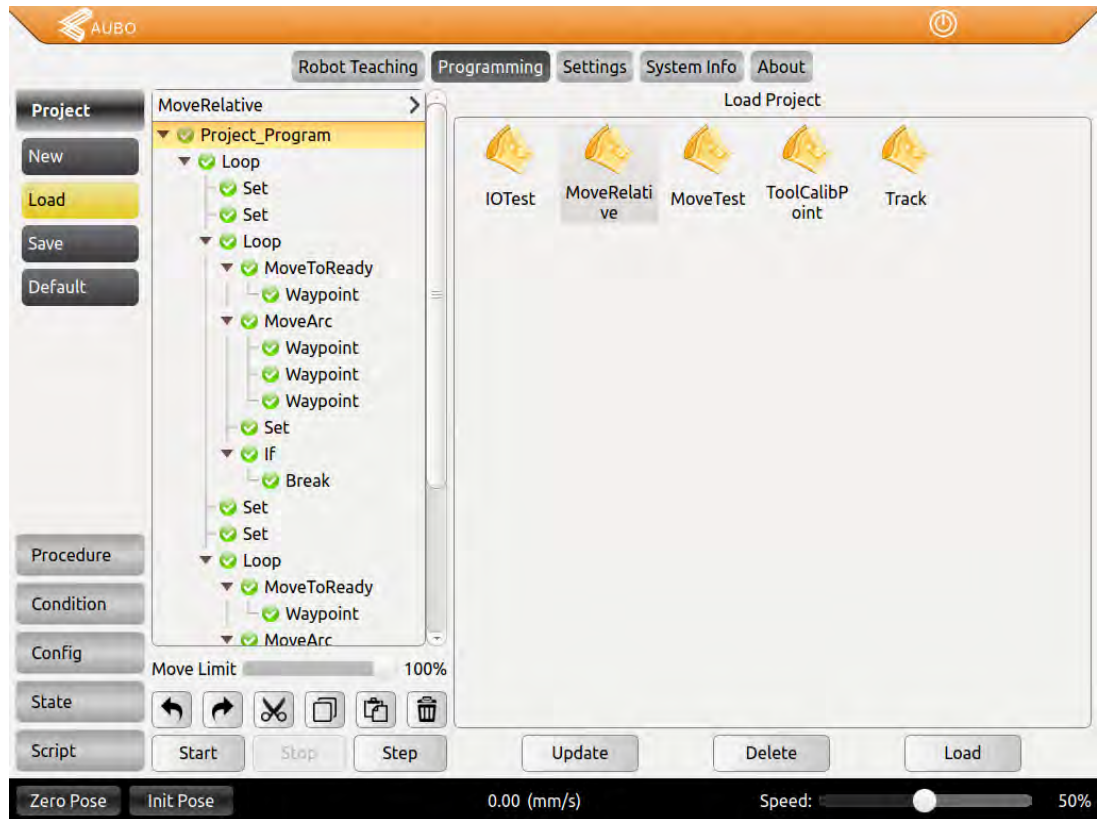 AUBO
Robot Teaching Programming Settings System Info About
Project
New
Load
Save
Default
Procedure
Condition
Config
State
Script
MoveRelative
Project_Program
Loop
Set
Set
Loop
MoveToReady
Waypoint
MoveArc
Waypoint
Waypoint
Waypoint
Set
If
Break
Set
Set
Loop
MoveToReady
Waypoint
MoveArc
Move Limit 100%
Start Stop Step
Load Project
IOTest
MoveRelati
ve
MoveTest
ToolCalibP
oint
Track
Update Delete Load
Zero Pose Init Pose 0.00 (mm/s) Speed: 50%